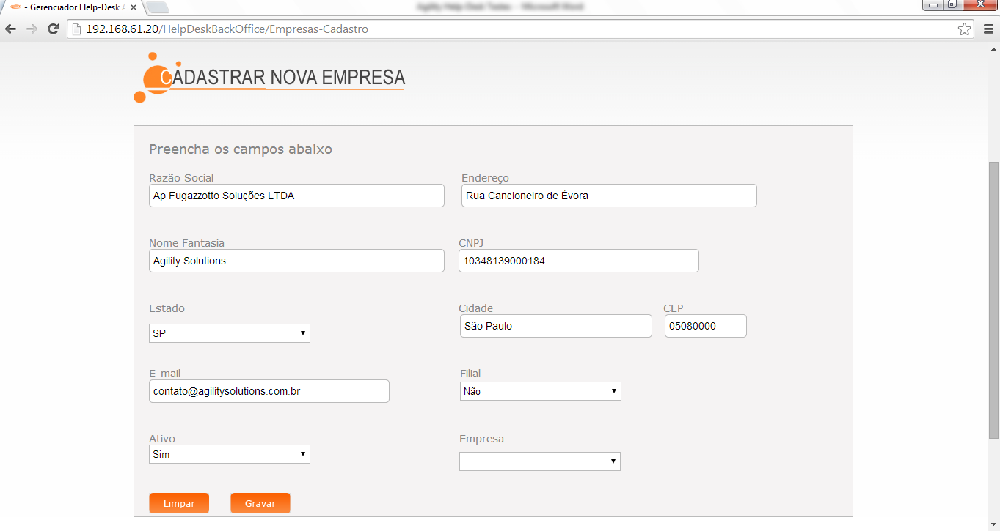 - Gerenciador Help-Desk
Agility Help-Desk Testes - Microsoft Word
192.168.61.20/HelpDeskBackOffice/Empresas-Cadastro
CADASTRAR NOVA EMPRESA
Preencha os campos abaixo
Razão Social Endereço
Ap Fugazzotto Soluções LTDA Rua Cancioneiro de Évora
Nome Fantasia CNPJ
Agility Solutions 10348139000184
Estado Cidade CEP
SP São Paulo 05080000
E-mail Filial
contato@agilitysolutions.com.br Não
Ativo Empresa
Sim
Limpar Gravar